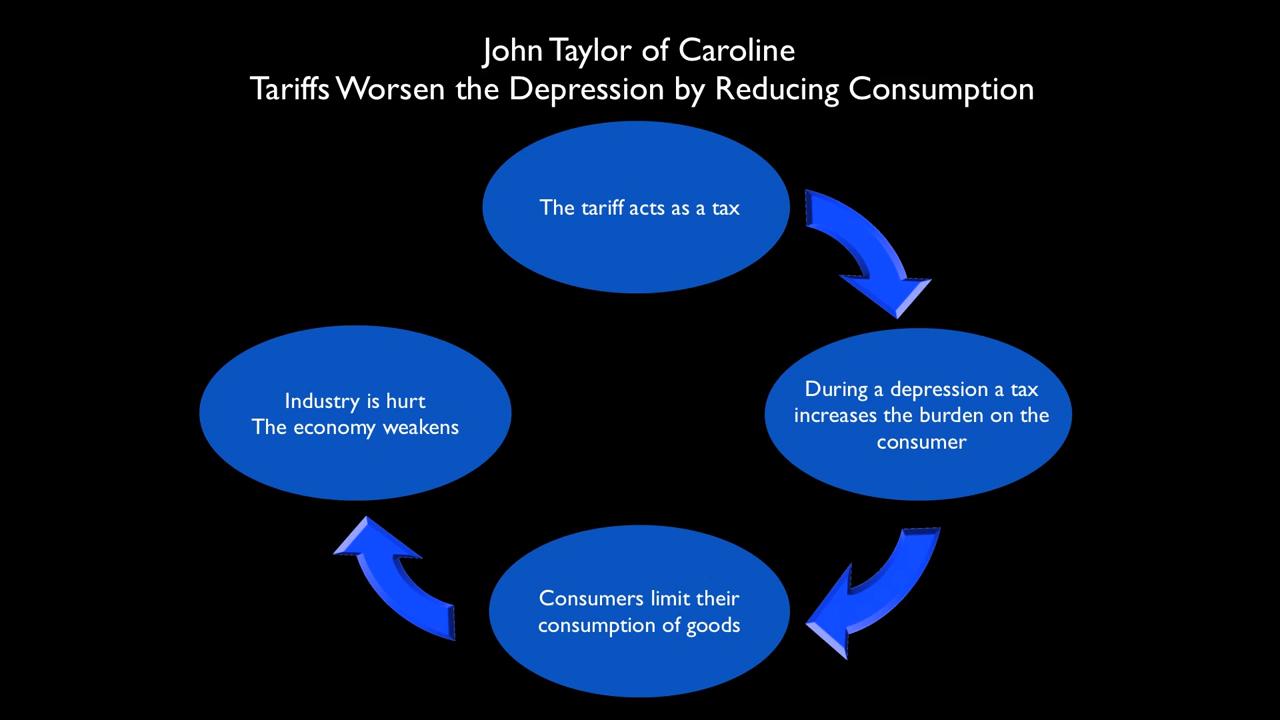 John Taylor of Caroline
Tariffs Worsen the Depression by Reducing Consumption
The tariff acts as a tax
During a depression a tax
increases the burden on the
consumer
Consumers limit their
consumption of goods
Industry is hurt
The economy weakens